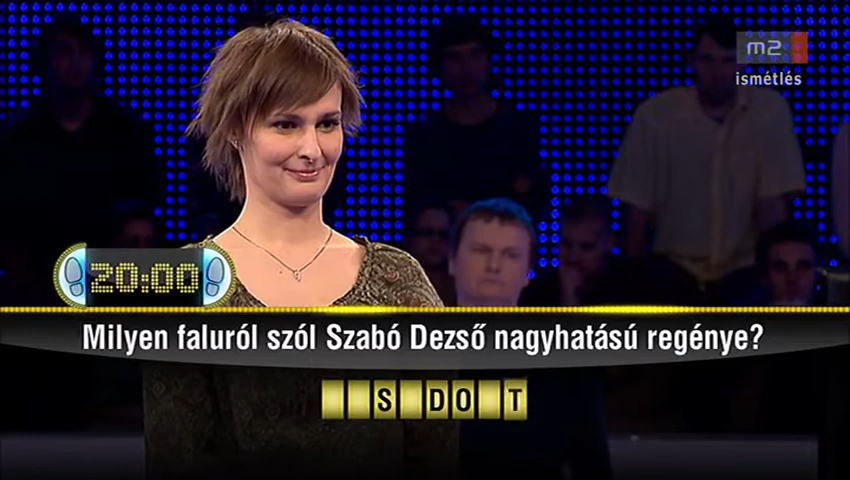 m2
ismétlés
20:00
Milyen faluról szól Szabó Dezső nagyhatású regénye?
S DO T